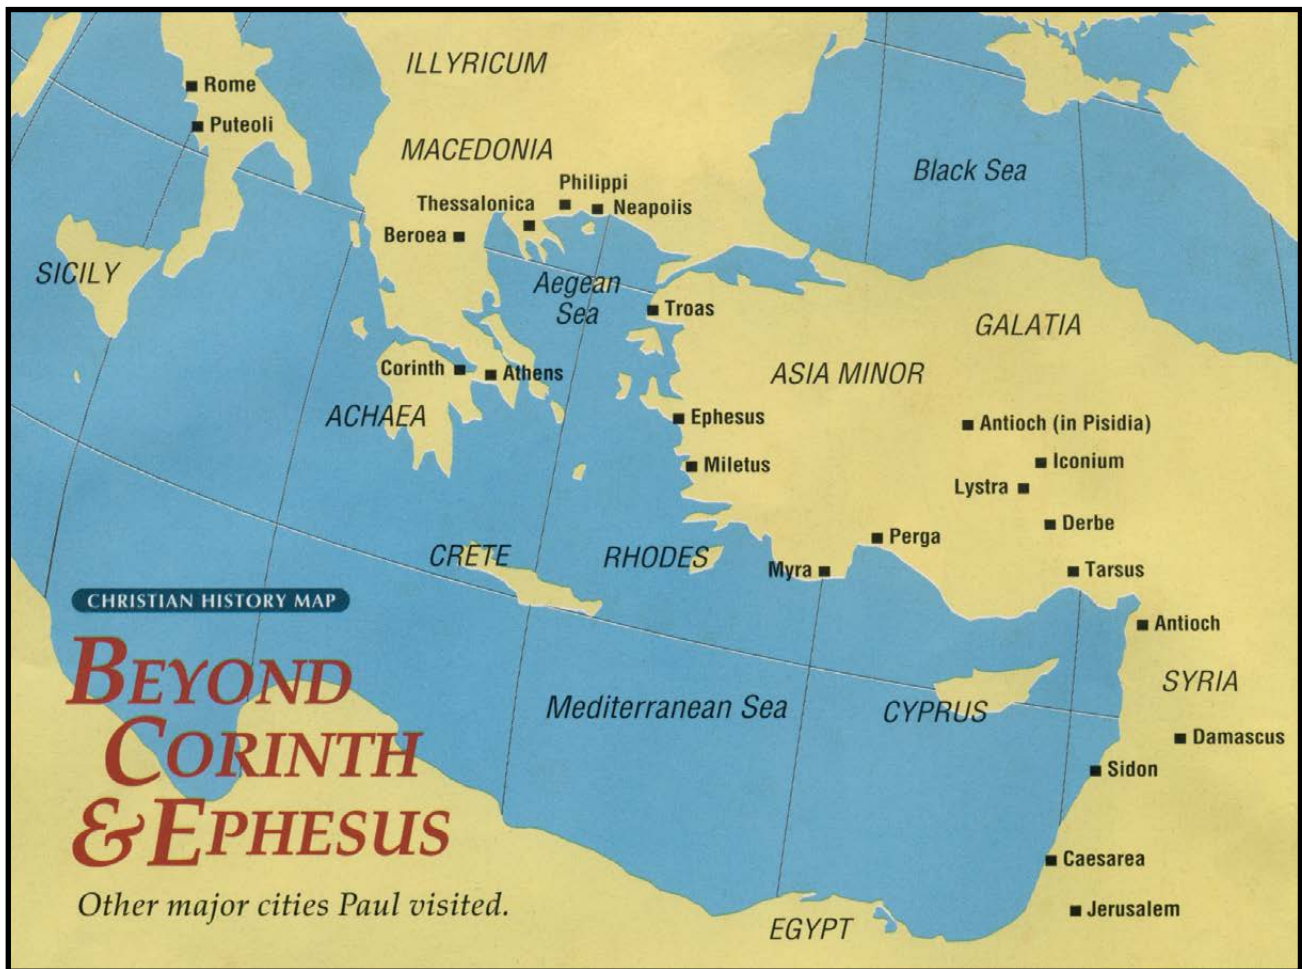 ILLYRICUM
Rome
Puteoli
MACEDONIA
Black Sea
Philippi
Thessalonica
Neapolis
Beroea
SICILY
Aegean
Sea
Troas
GALATIA
Corinth
Athens
ASIA MINOR
ACHAEA
Ephesus
Antioch (in Pisidia)
Miletus
Iconium
Lystra
Derbe
Perga
CRETE
RHODES
Myra
Tarsus
CHRISTIAN HISTORY MAP
Antioch
BEYOND
CORINTH
& EPHESUS
Other major cities Paul visited.
SYRIA
Mediterranean Sea
CYPRUS
Damascus
Sidon
Caesarea
Jerusalem
EGYPT